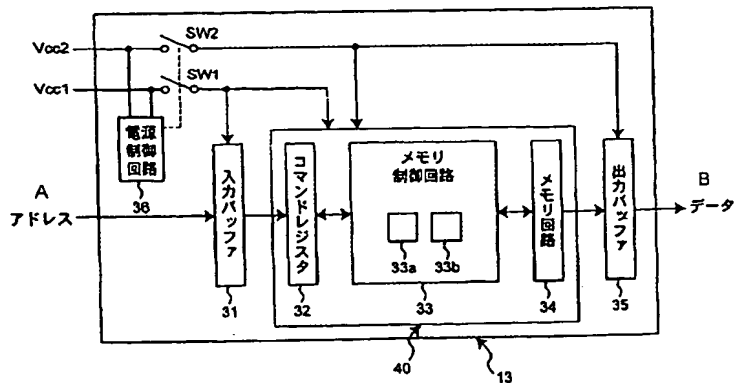 Vcc2
SW2
Vcc1
SW1
電源
制御
回路
36
A
アドレス
入力バッファ
31
コマンドレジスタ
32
メモリ
制御回路
33a
33b
33
メモリ回路
34
出力バッファ
35
B
データ
40
13